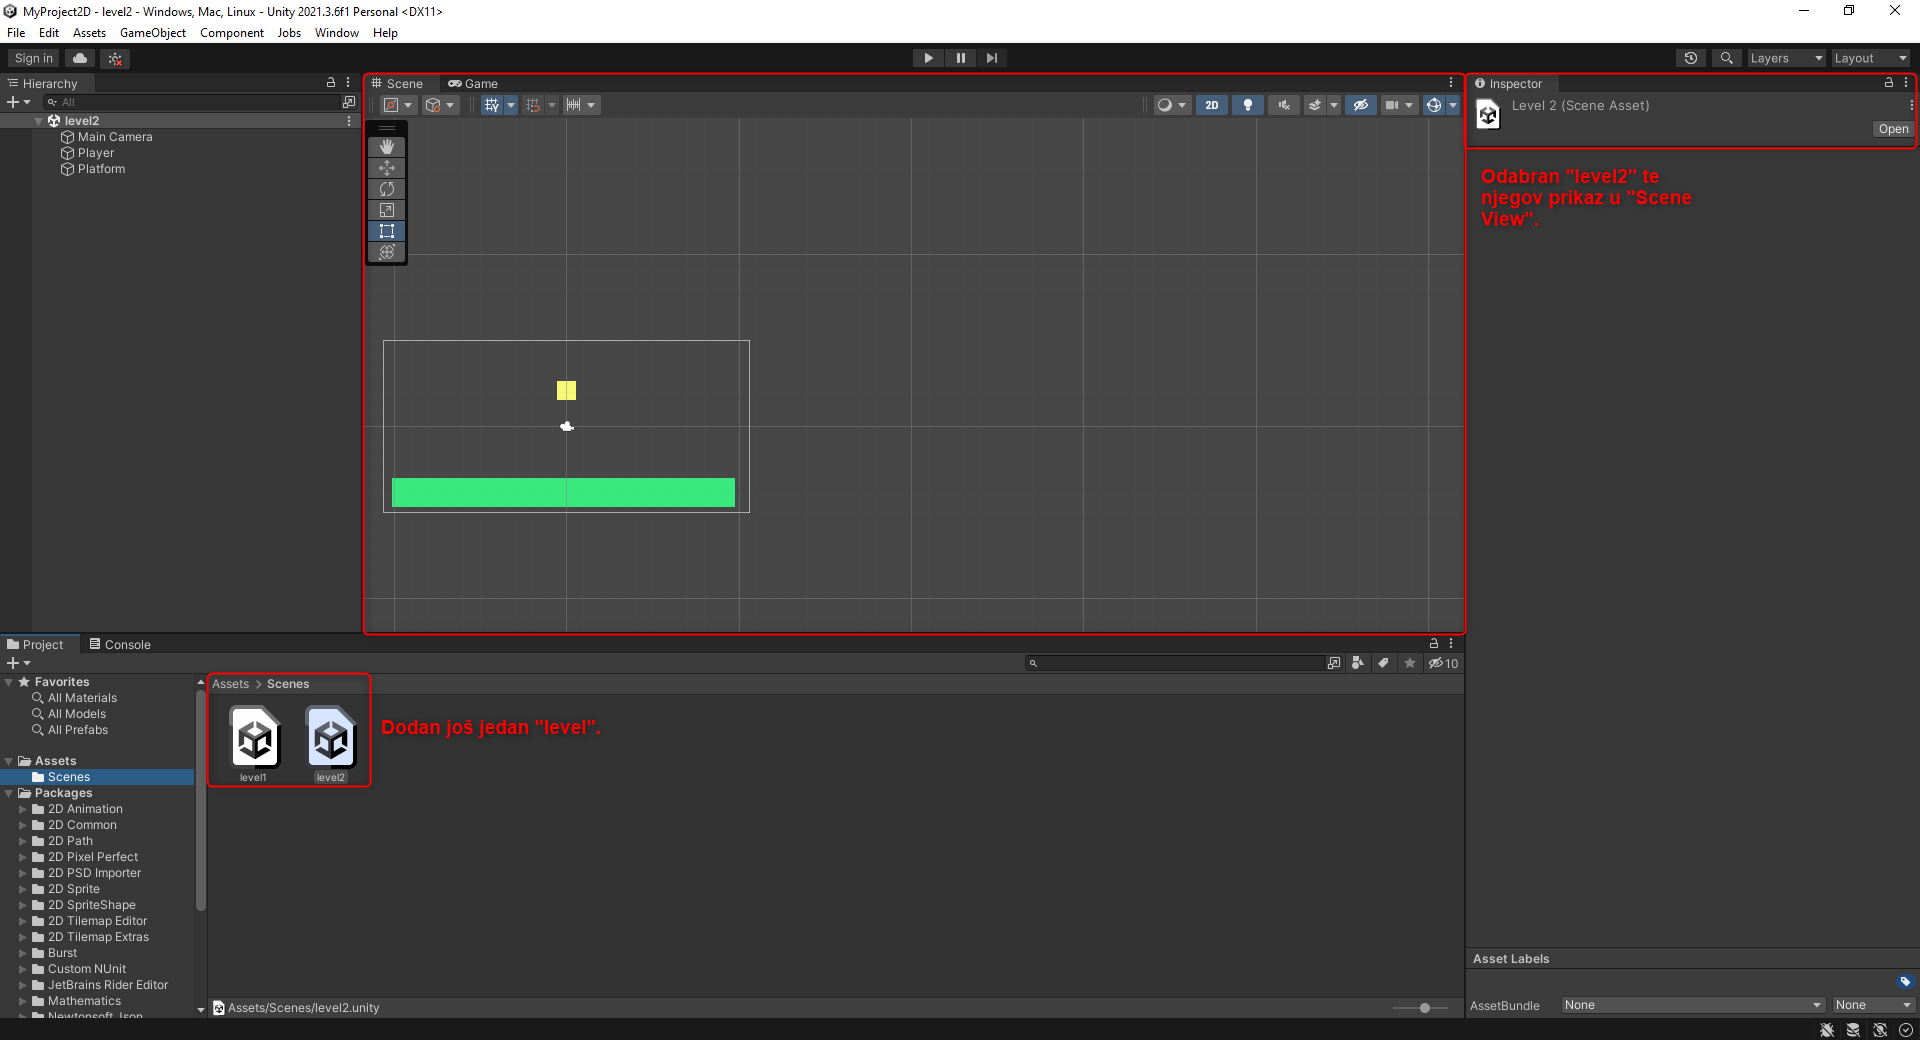 MyProject2D - level2 - Windows, Mac, Linux - Unity 2021.3.6f1 Personal <DX11>
File Edit Assets GameObject Component Jobs Window Help
Sign in
Layers
Layout
Hierarchy
All
level2
Main Camera
Player
Platform
Scene
Game
2D
Inspector
Level 2 (Scene Asset)
Open
Odabran "level2" te
njegov prikaz u "Scene
View".
Project
Console
10
Favorites
All Materials
All Models
All Prefabs
Assets
Scenes
Packages
2D Animation
2D Common
2D Path
2D Pixel Perfect
2D PSD Importer
2D Sprite
2D SpriteShape
2D Tilemap Editor
2D Tilemap Extras
Burst
Custom NUnit
JetBrains Rider Editor
Mathematics
Newtonsoft Json
Assets > Scenes
level1
level2
Dodan još jedan "level".
Assets/Scenes/level2.unity
Asset Labels
AssetBundle
None
None